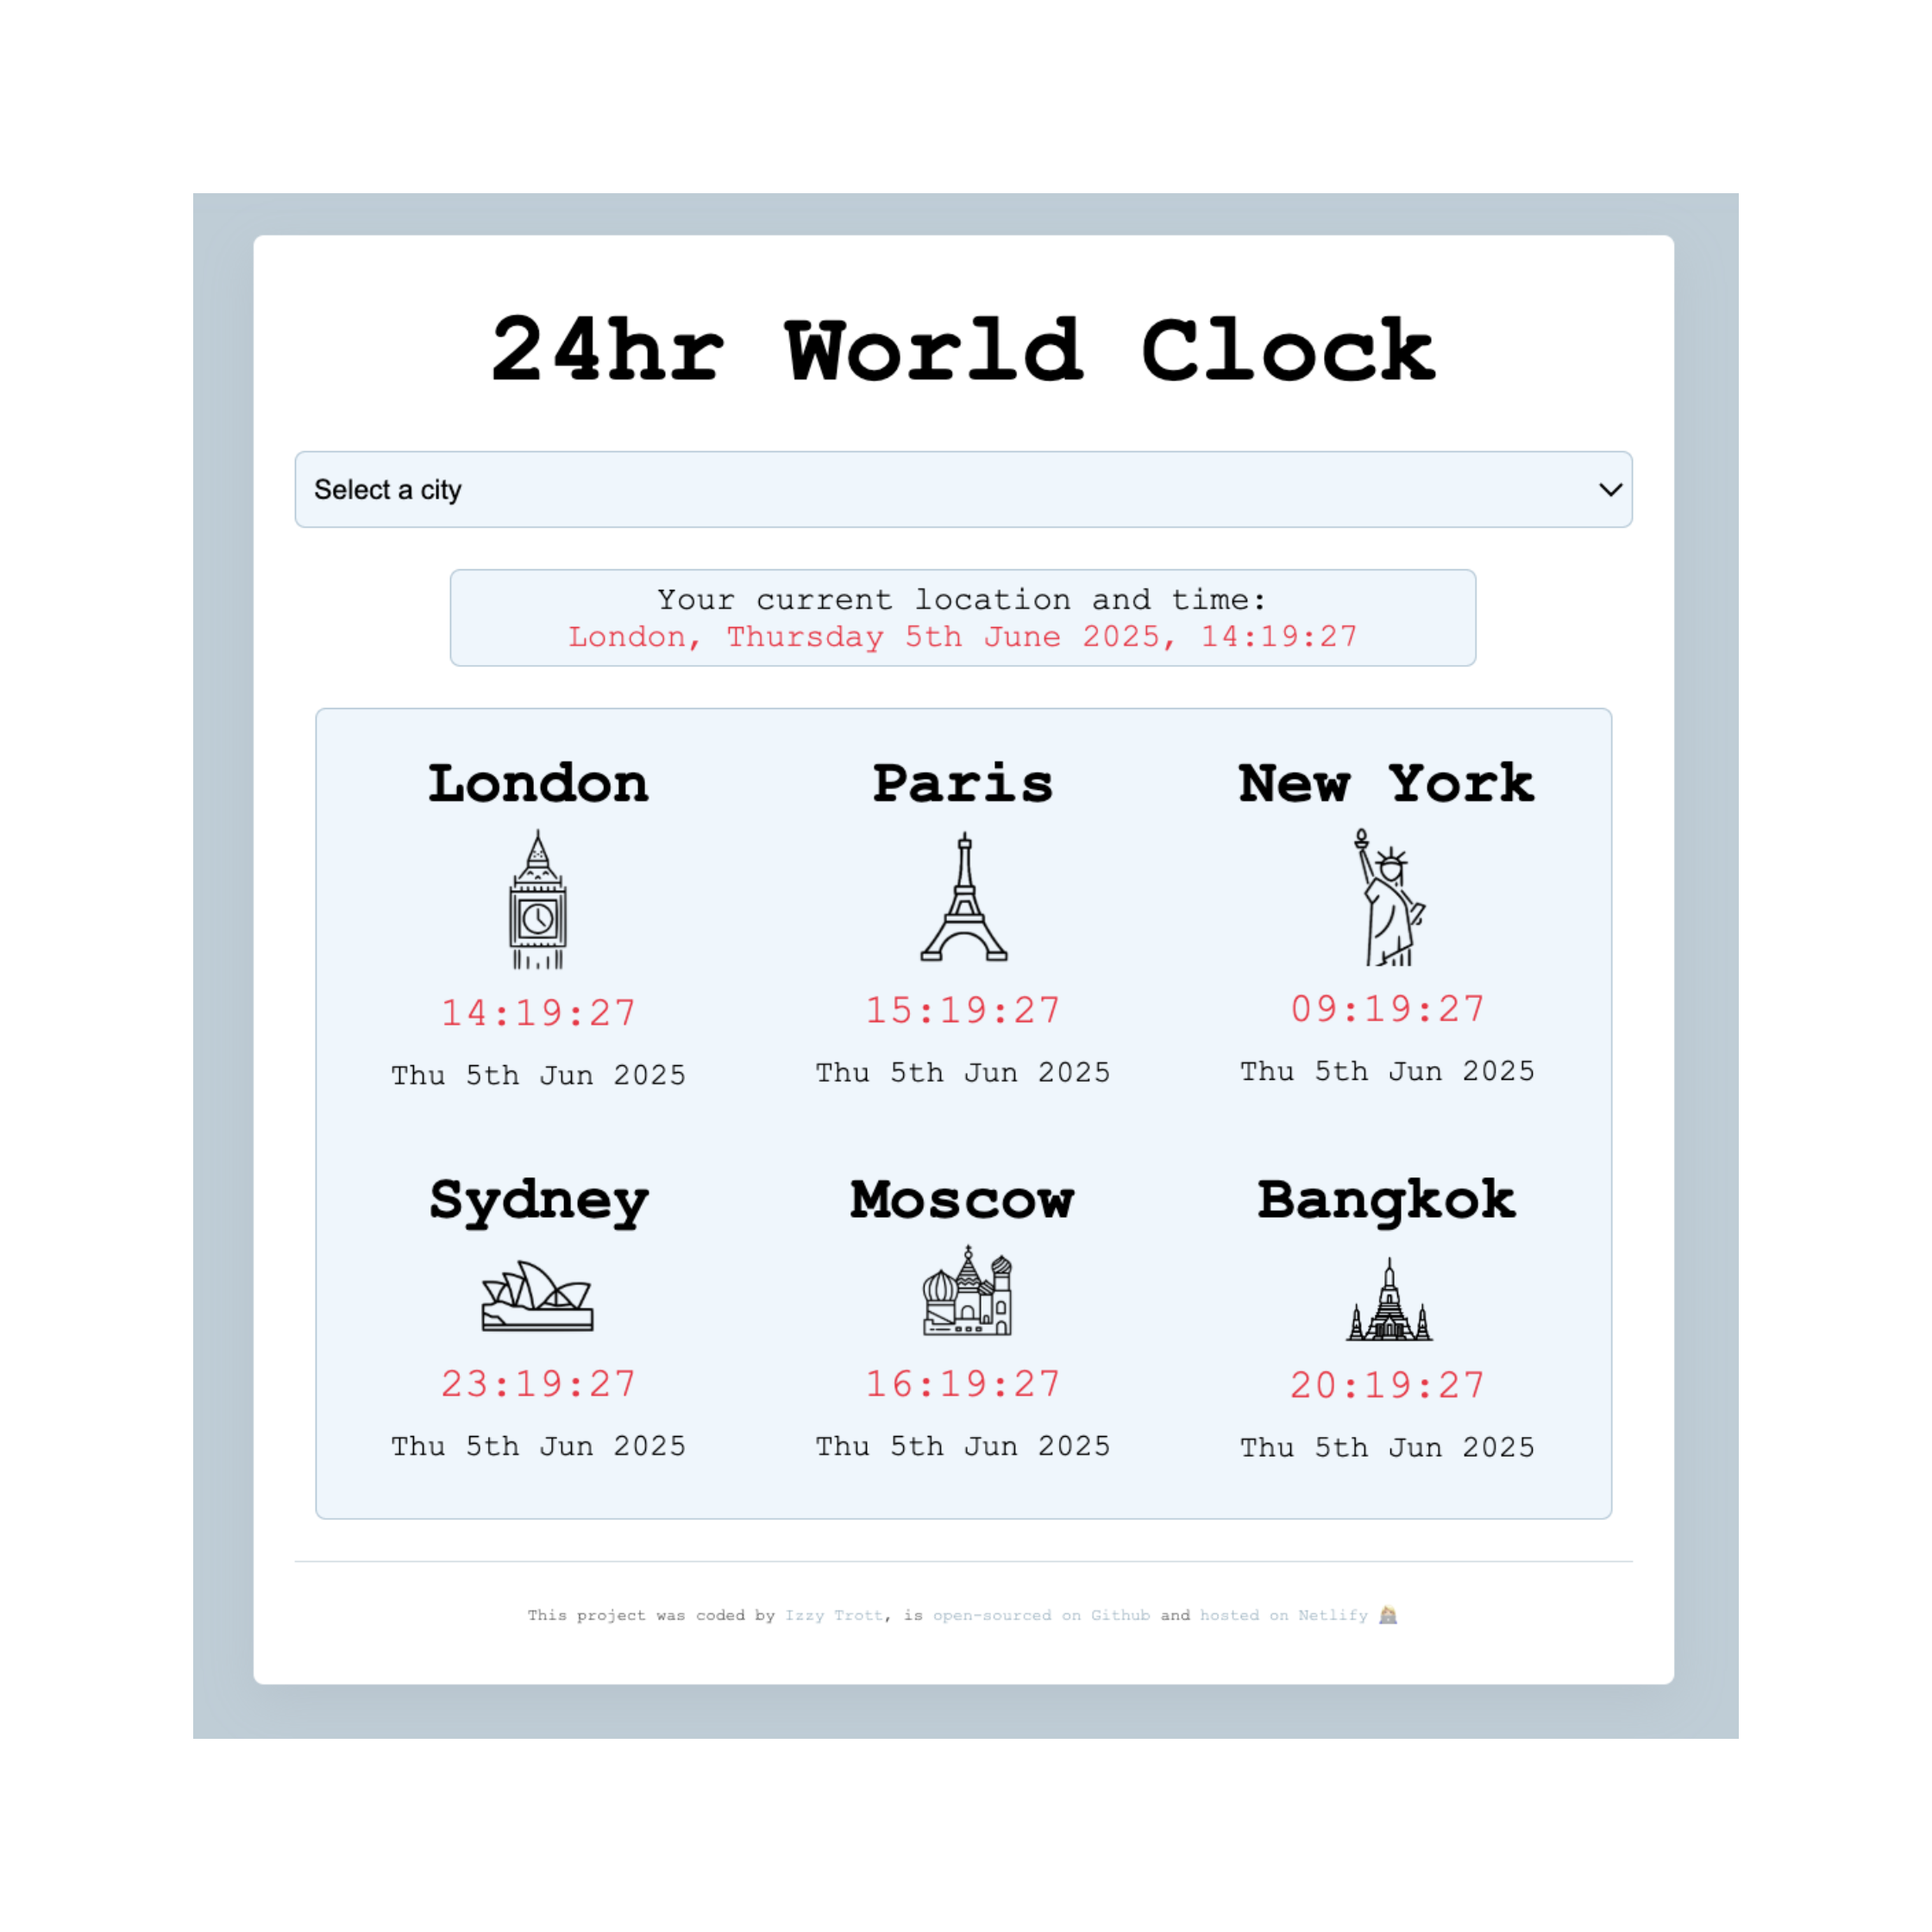 24hr World Clock
Select a city
Your current location and time:
London, Thursday 5th June 2025, 14:19:27
London
Paris
New York
14:19:27
15:19:27
09:19:27
Thu 5th Jun 2025
Thu 5th Jun 2025
Thu 5th Jun 2025
Sydney
Moscow
Bangkok
23:19:27
16:19:27
20:19:27
Thu 5th Jun 2025
Thu 5th Jun 2025
Thu 5th Jun 2025
This project was coded by Izzy Trott, is open-sourced on Github and hosted on Netlify 👩🏼‍💻